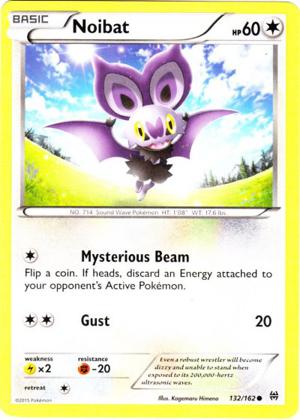 BASIC
Noibat HP60
NO. 714 Sound Wave Pokémon HT. 1'08" WT. 17.6 lbs.
Mysterious Beam
Flip a coin. If heads, discard an Energy attached to
your opponent's Active Pokémon.
Gust 20
weakness resistance
×2 -20
retreat
Even a robust wrestler will become
dizzy and unable to stand when
exposed to its 200,000-hertz
ultrasonic waves.
Illus. Kagemaru Himeno
©2015 Pokémon 132/162